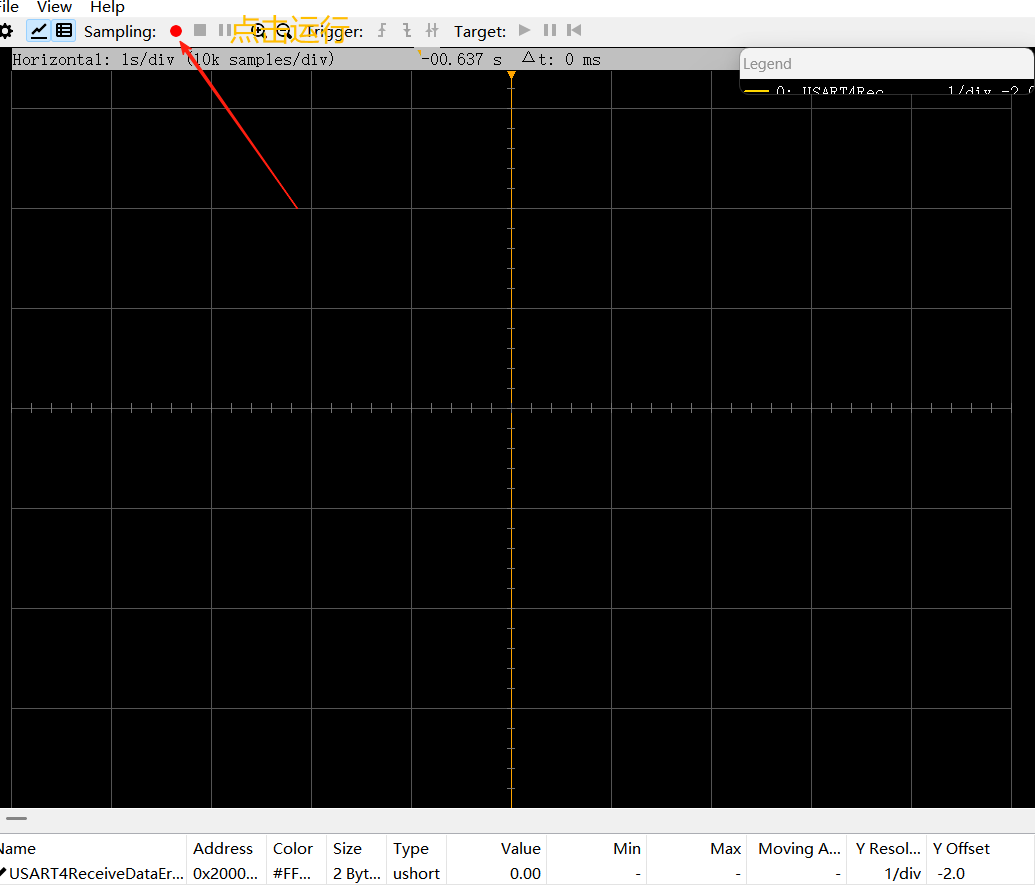 ile View Help
Sampling: 点击运行 Trigger: Target:
Horizontal: 1s/div (10k samples/div) -00.637 s △t: 0 ms
Legend
0: USART4Rec 1/div -2.0
Name Address Color Size Type Value Min Max Moving A... Y Resol... Y Offset
USART4ReceiveDataEr... 0x2000... #FF... 2 Byt... ushort 0.00 - - - 1/div -2.0